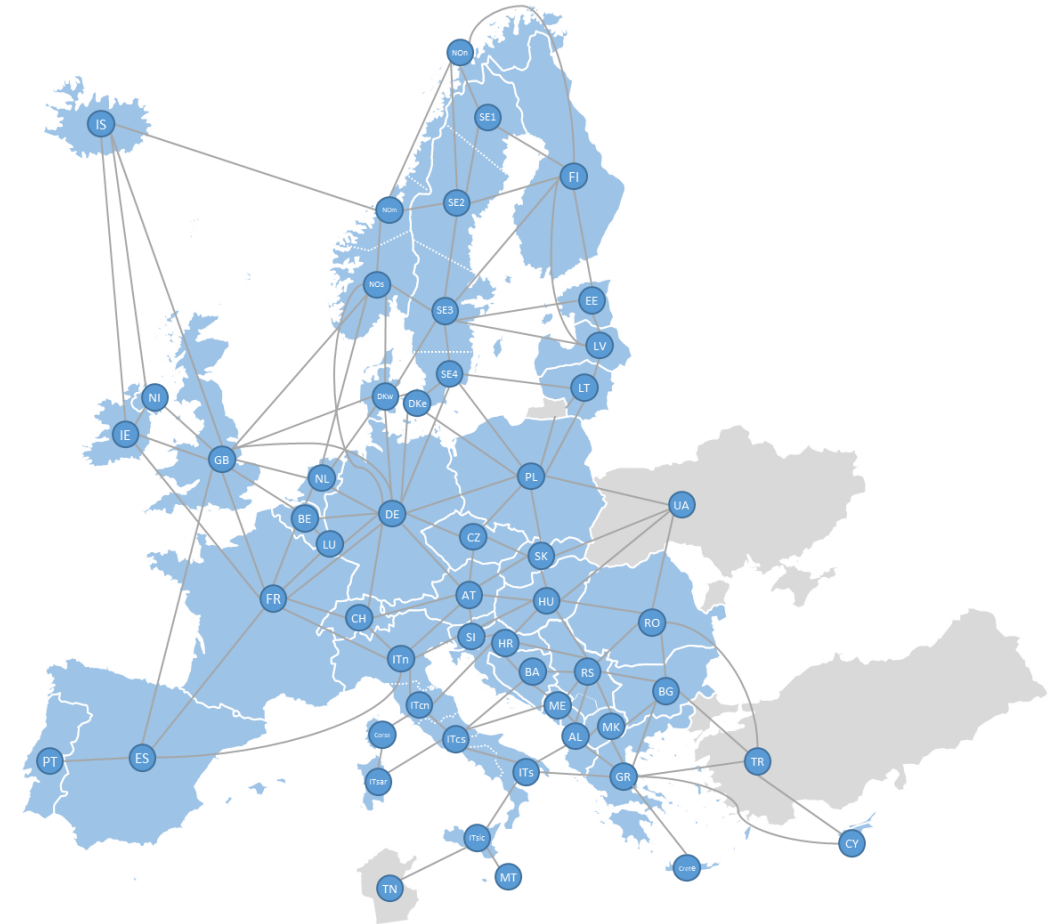 NOn
SE1
IS
FI
SE2
NOm
NOs
EE
SE3
LV
SE4
LT
NI
DKw
DKe
IE
GB
NL
PL
UA
DE
BE
CZ
LU
SK
AT
FR
HU
CH
RO
SI
HR
ITn
BA
RS
BG
ITcn
ME
MK
Corse
ITcs
AL
PT
ES
TR
ITs
GR
ITsar
ITsic
CY
Crete
MT
TN